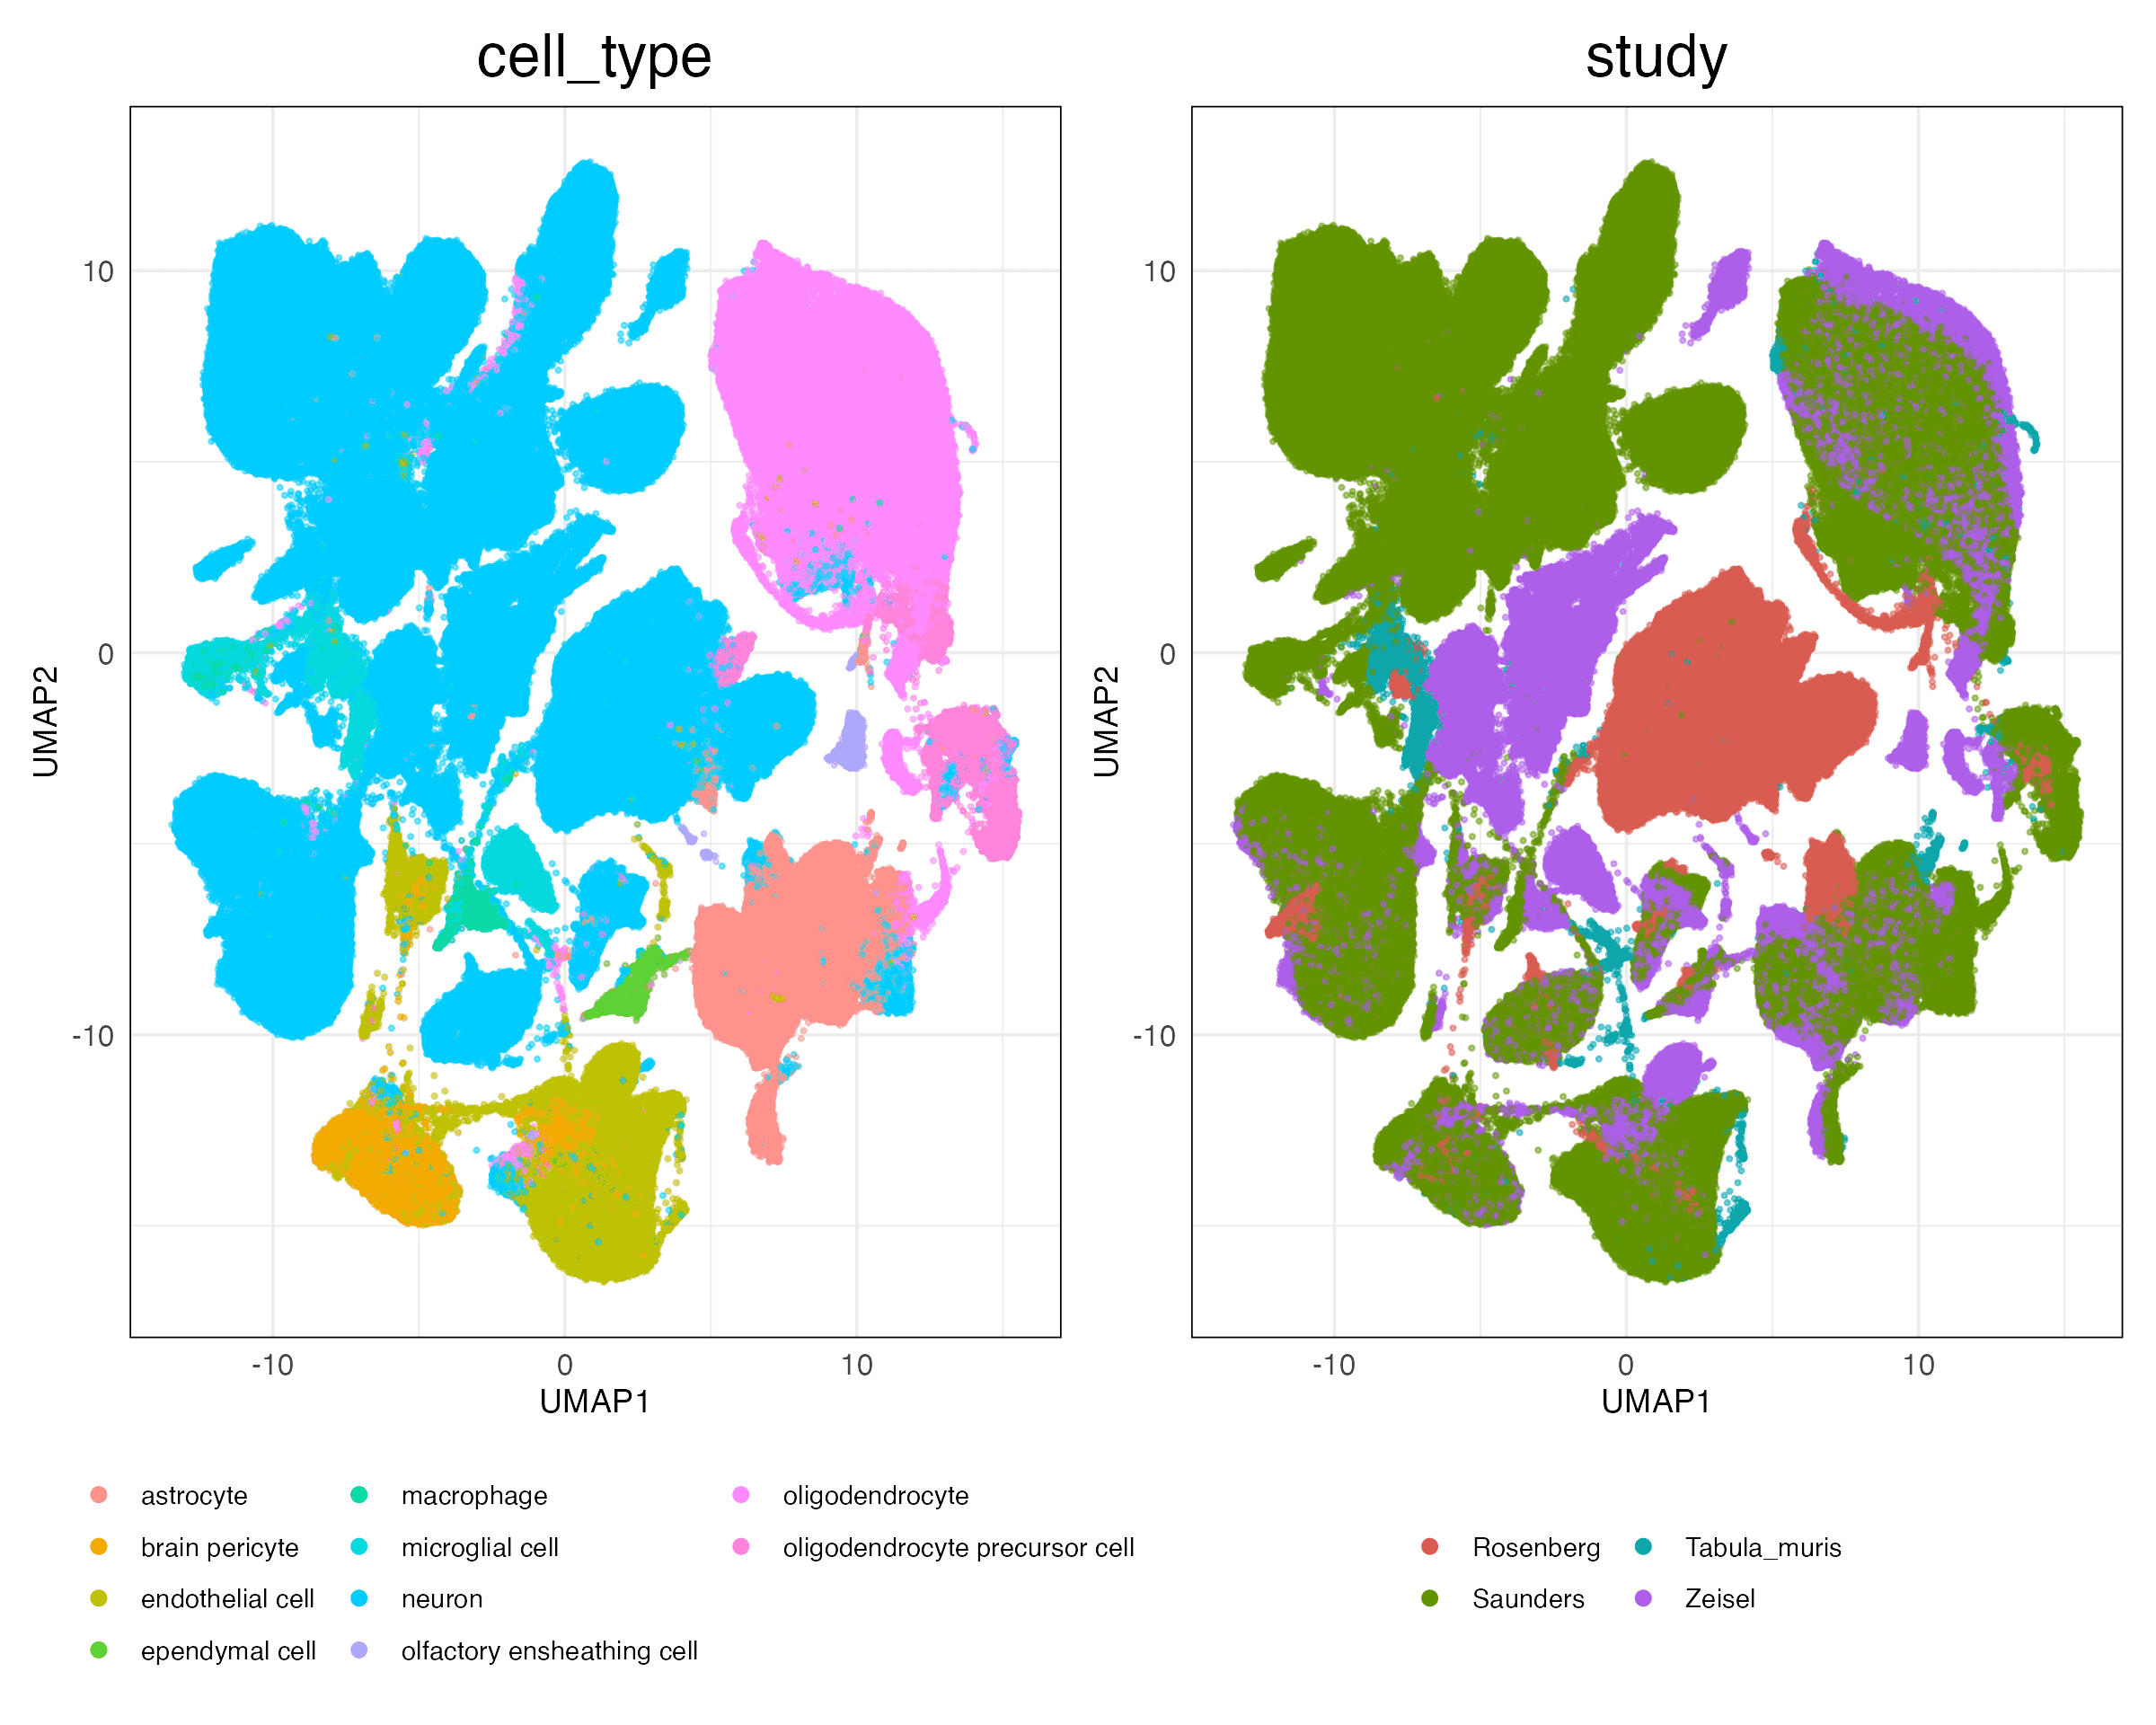 cell_type
study
10
0
-10
UMAP2
-10
0
10
UMAP1
10
0
-10
UMAP2
-10
0
10
UMAP1
astrocyte
macrophage
oligodendrocyte
brain pericyte
microglial cell
oligodendrocyte precursor cell
endothelial cell
neuron
ependymal cell
olfactory ensheathing cell
Rosenberg
Tabula_muris
Saunders
Zeisel